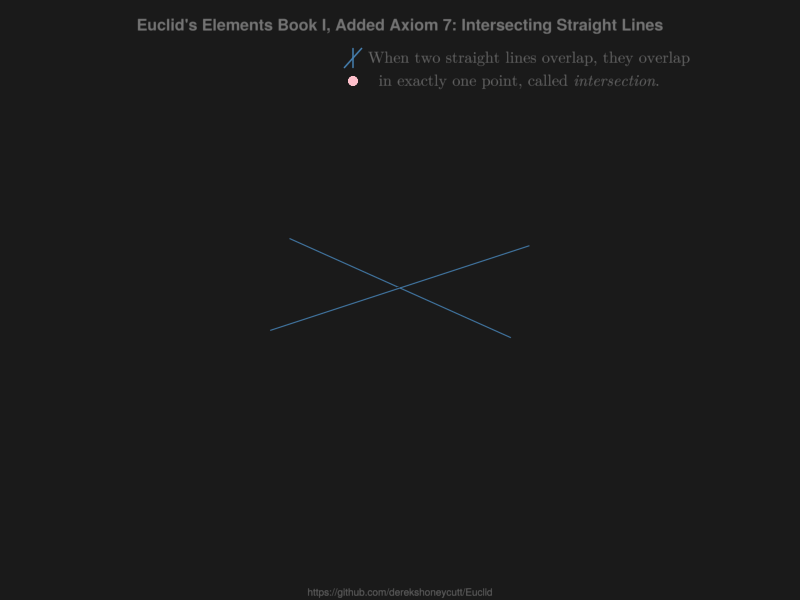 Euclid's Elements Book I, Added Axiom 7: Intersecting Straight Lines
When two straight lines overlap, they overlap
in exactly one point, called intersection.
https://github.com/derekshoneycutt/Euclid